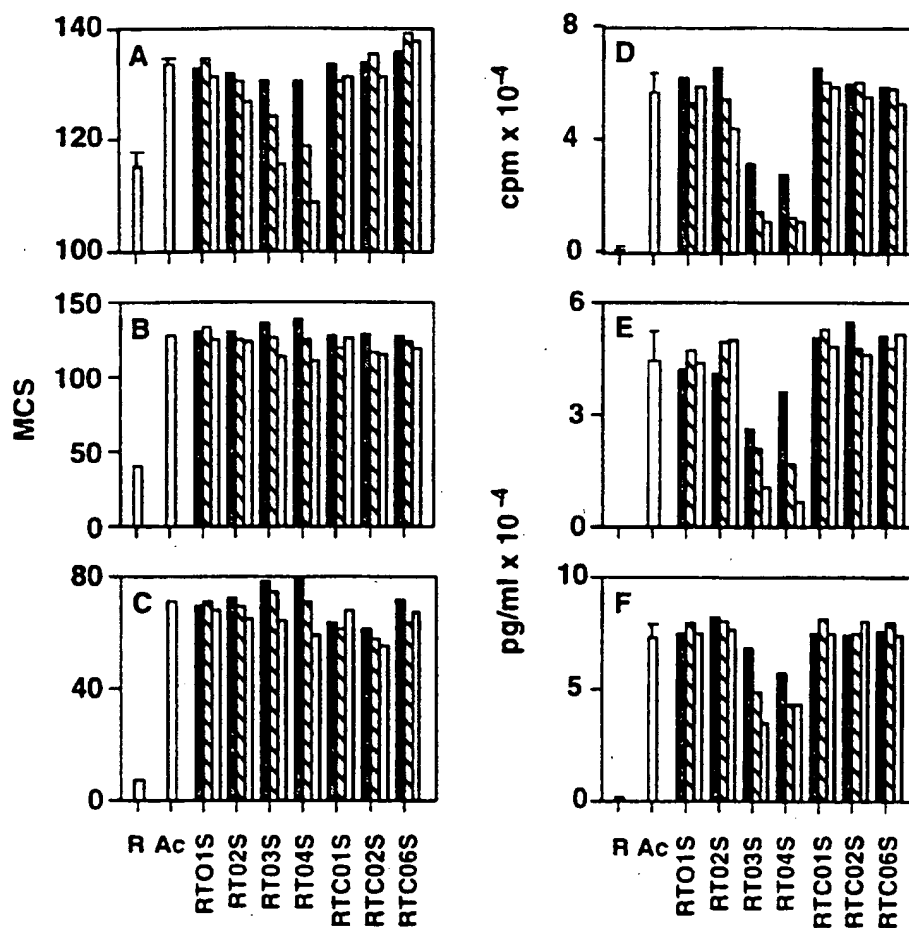 A
140
120
100
B
150
100
50
0
MCS
C
80
40
0
R Ac RTO1S RT02S RT03S RT04S RTC01S RTC02S RTC06S
D
8
4
0
cpm x 10⁻⁴
E
6
3
0
pg/ml x 10⁻⁴
F
10
5
0
R Ac RTO1S RT02S RT03S RT04S RTC01S RTC02S RTC06S